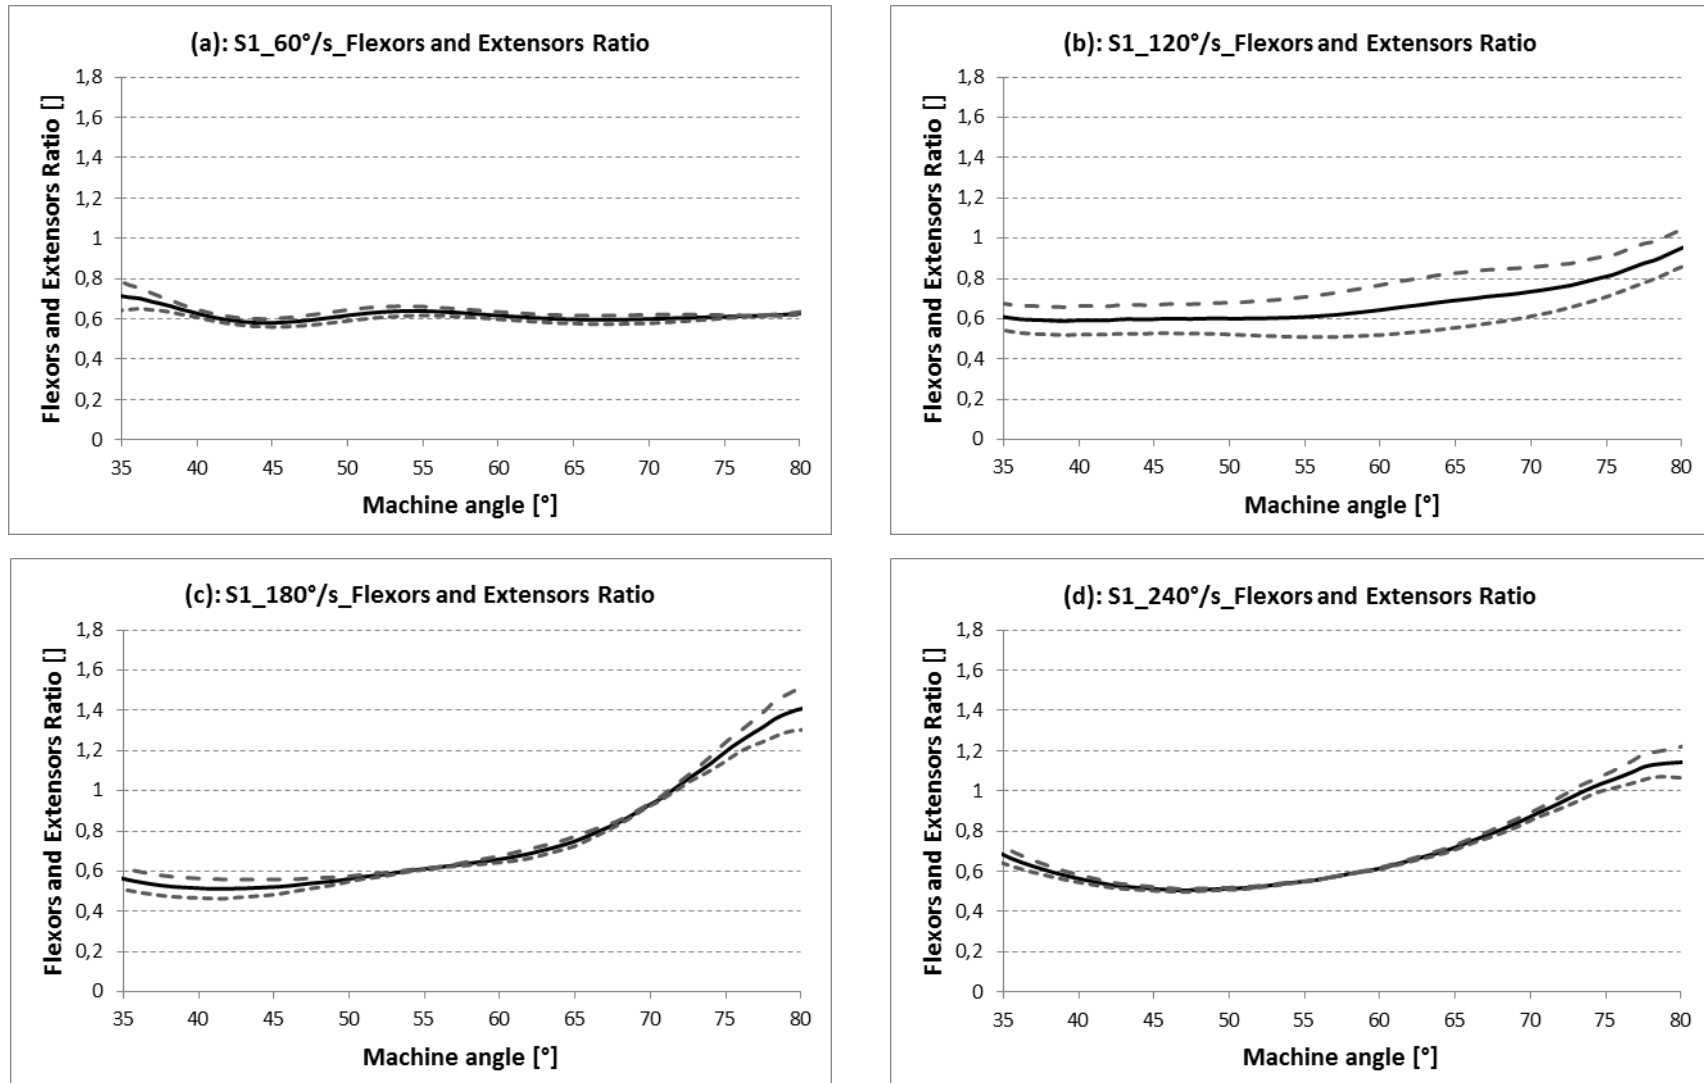 (a): S1_60°/s_Flexors and Extensors Ratio
Flexors and Extensors Ratio []
1,8
1,6
1,4
1,2
1
0,8
0,6
0,4
0,2
0
35 40 45 50 55 60 65 70 75 80
Machine angle [°]
(b): S1_120°/s_Flexors and Extensors Ratio
Flexors and Extensors Ratio []
1,8
1,6
1,4
1,2
1
0,8
0,6
0,4
0,2
0
35 40 45 50 55 60 65 70 75 80
Machine angle [°]
(c): S1_180°/s_Flexors and Extensors Ratio
Flexors and Extensors Ratio []
1,8
1,6
1,4
1,2
1
0,8
0,6
0,4
0,2
0
35 40 45 50 55 60 65 70 75 80
Machine angle [°]
(d): S1_240°/s_Flexors and Extensors Ratio
Flexors and Extensors Ratio []
1,8
1,6
1,4
1,2
1
0,8
0,6
0,4
0,2
0
35 40 45 50 55 60 65 70 75 80
Machine angle [°]